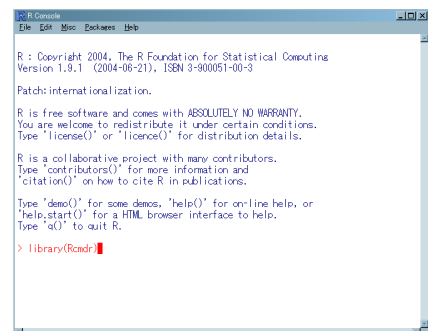 R Console
File Edit Misc Packages Help
R : Copyright 2004, The R Foundation for Statistical Computing
Version 1.9.1  (2004-06-21), ISBN 3-900051-00-3
Patch:internationalization.
R is free software and comes with ABSOLUTELY NO WARRANTY.
You are welcome to redistribute it under certain conditions.
Type 'license()' or 'licence()' for distribution details.
R is a collaborative project with many contributors.
Type 'contributors()' for more information and
'citation()' on how to cite R in publications.
Type 'demo()' for some demos, 'help()' for on-line help, or
'help.start()' for a HTML browser interface to help.
Type 'q()' to quit R.
> library(Rcmdr)